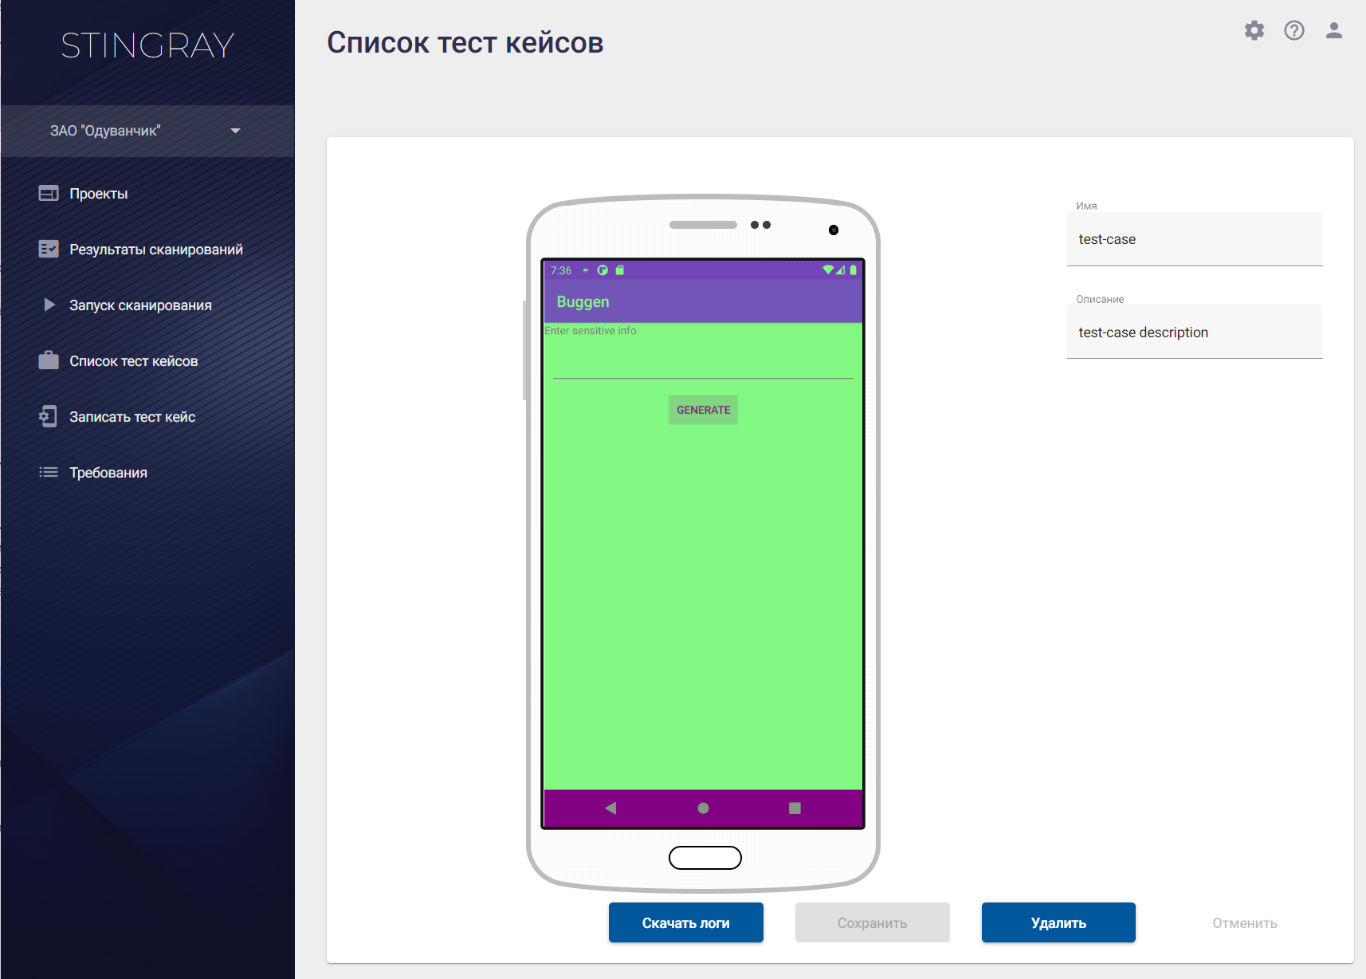 STINGRAY
ЗАО "Одуванчик"
Проекты
Результаты сканирований
Запуск сканирования
Список тест кейсов
Записать тест кейс
Требования
Список тест кейсов
7:36
Buggen
Enter sensitive info
GENERATE
Имя
test-case
Описание
test-case description
Скачать логи
Сохранить
Удалить
Отменить